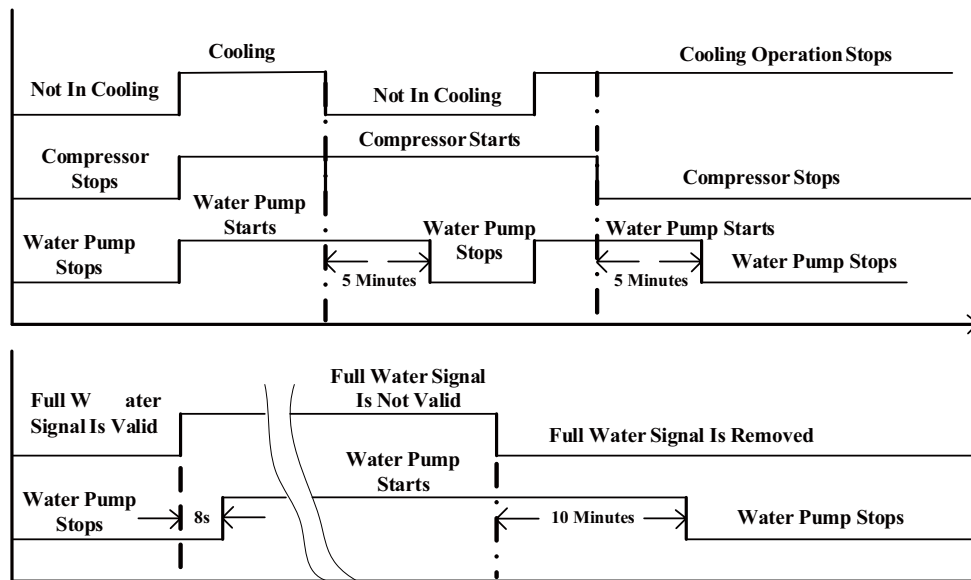 Cooling
Cooling Operation Stops
Not In Cooling
Not In Cooling
Compressor Starts
Compressor
Stops
Compressor Stops
Water Pump
Starts
Water Pump
Stops
Water Pump
Stops
Water Pump Starts
Water Pump Stops
5 Minutes
5 Minutes
Full Water Signal
Is Not Valid
Full W ater
Signal Is Valid
Full Water Signal Is Removed
Water Pump
Starts
Water Pump
Stops
8s
10 Minutes
Water Pump Stops